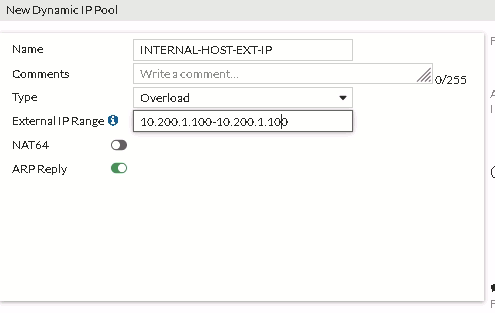 New Dynamic IP Pool
Name INTERNAL-HOST-EXT-IP
Comments Write a comment... 0/255
Type Overload
External IP Range 10.200.1.100-10.200.1.100
NAT64
ARP Reply